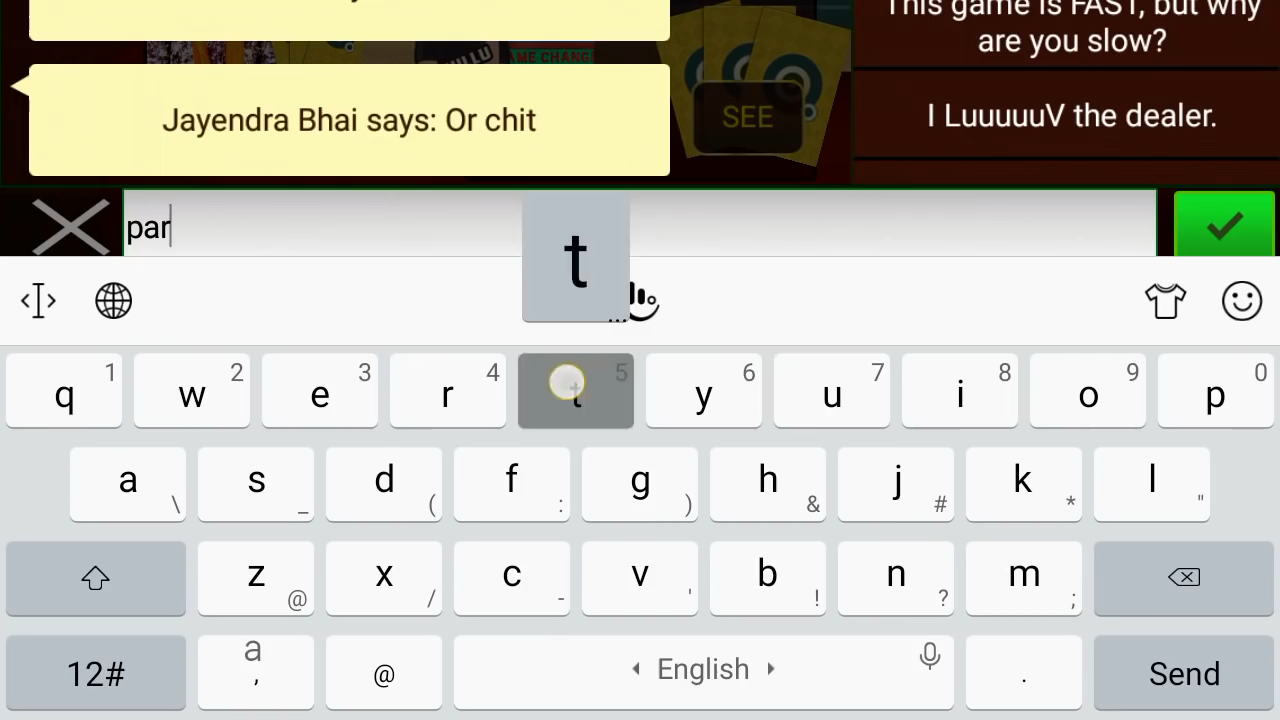 This game is FAST, but why
are you slow?
Jayendra Bhai says: Or chit
SEE
I LuuuuuV the dealer.
par
t
q 1 w 2 e 3 r 4 t 5 y 6 u 7 i 8 o 9 p 0
a \ s _ d ( f : g ) h & j # k * l "
z @ x / c - v ' b ! n ? m ;
12# a , @ English . Send